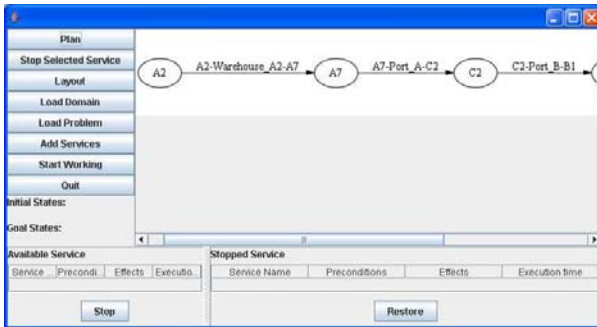 Plan
Stop Selected Service
Layout
Load Domain
Load Problem
Add Services
Start Working
Quit
Initial States:
Goal States:
A2 A2-Warehouse_A2-A7 A7 A7-Port_A-C2 C2 C2-Port_B-B1
Available Service
Service ... Precondi... Effects Executio...
Stop
Stopped Service
Service Name Preconditions Effects Execution time
Restore